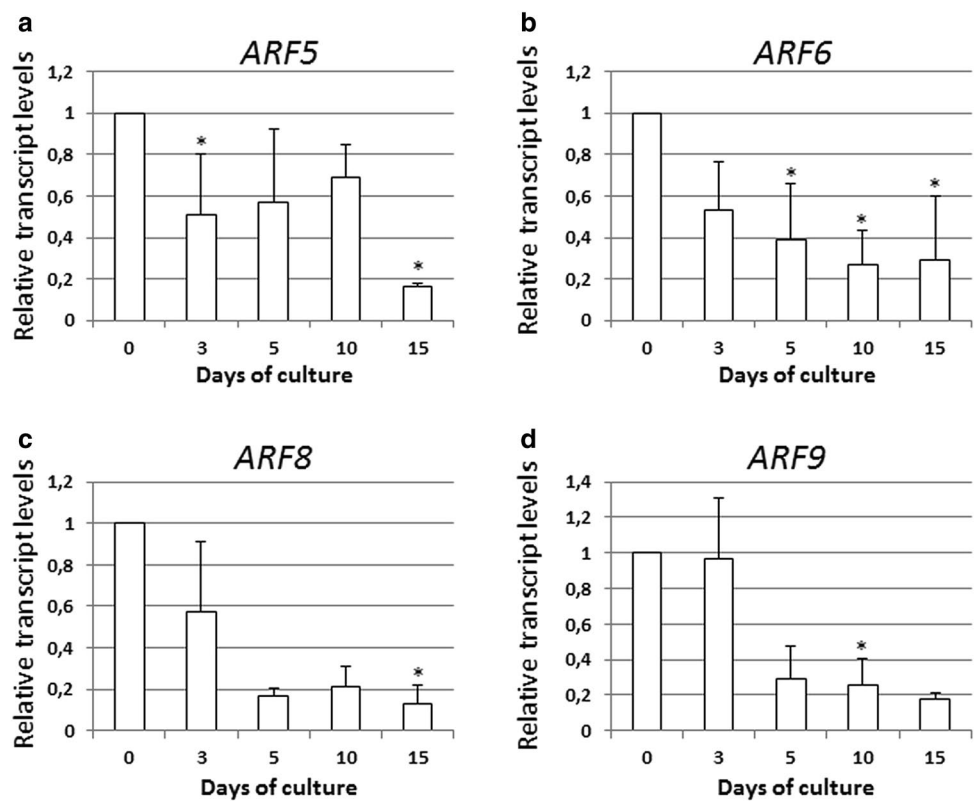 a
ARF5
Relative transcript levels
1,2
1
0,8
0,6
0,4
0,2
0
*
*
0 3 5 10 15
Days of culture
b
ARF6
Relative transcript levels
1,2
1
0,8
0,6
0,4
0,2
0
*
*
*
0 3 5 10 15
Days of culture
c
ARF8
Relative transcript levels
1,2
1
0,8
0,6
0,4
0,2
0
*
0 3 5 10 15
Days of culture
d
ARF9
Relative transcript levels
1,4
1,2
1
0,8
0,6
0,4
0,2
0
*
0 3 5 10 15
Days of culture